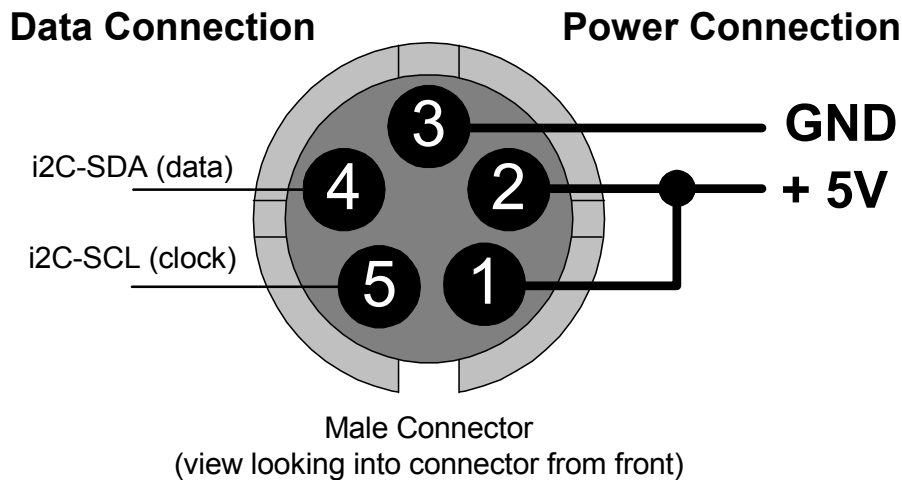 Data Connection
Power Connection
3
GND
i2C-SDA (data)
4
2
+ 5V
i2C-SCL (clock)
5
1
Male Connector
(view looking into connector from front)